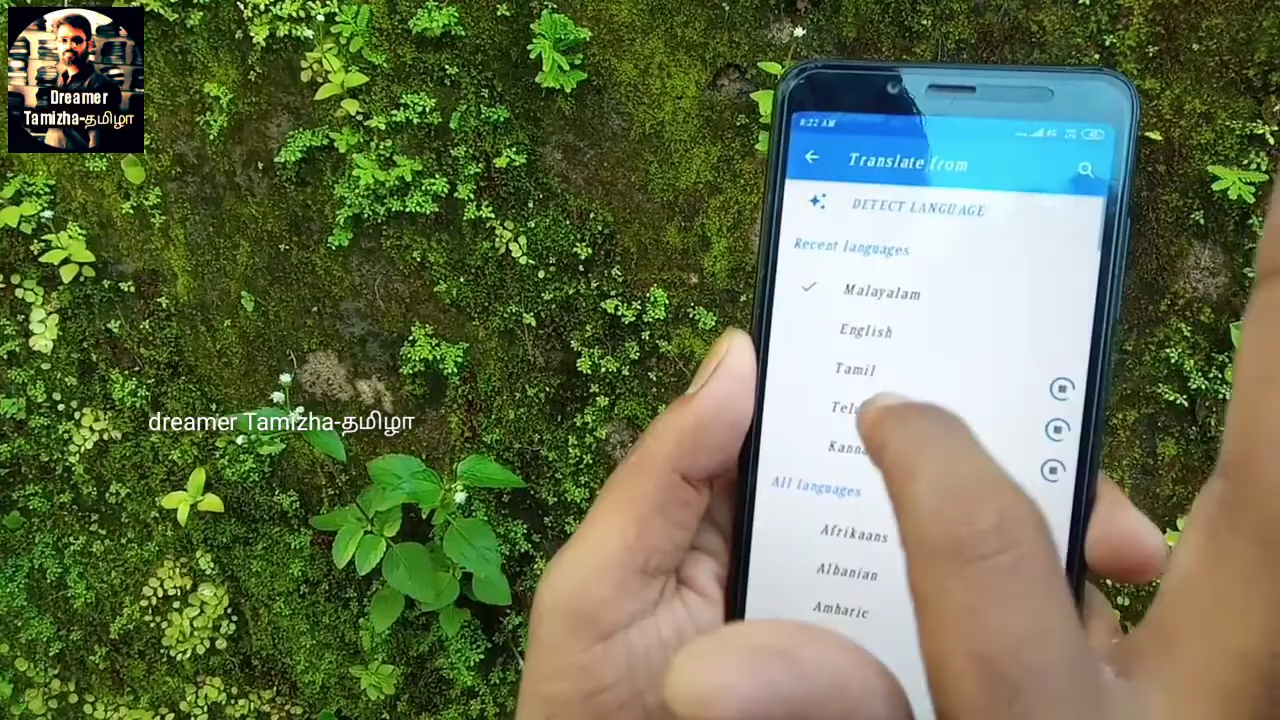 Dreamer
Tamizha-தமிழா
dreamer Tamizha-தமிழா
8:22 AM
4G
Translate from
DETECT LANGUAGE
Recent languages
Malayalam
English
Tamil
All languages
Afrikaans
Albanian
Amharic